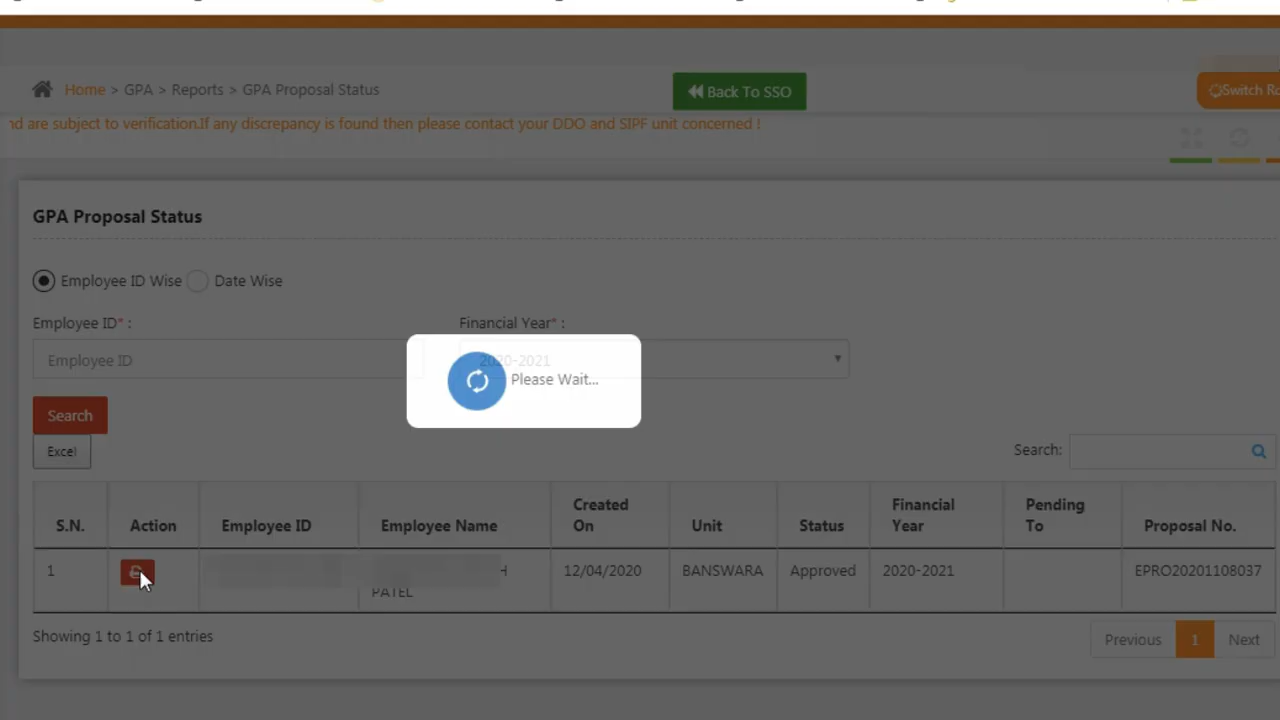 Home > GPA > Reports > GPA Proposal Status
Back To SSO
Switch
nd are subject to verification.If any discrepancy is found then please contact your DDO and SIPF unit concerned !
GPA Proposal Status
Employee ID Wise Date Wise
Employee ID* : Financial Year* :
Employee ID 2020-2021
Please Wait...
Search
Excel Search:
S.N. Action Employee ID Employee Name Created On Unit Status Financial Year Pending To Proposal No.
1 12/04/2020 BANSWARA Approved 2020-2021 EPRO20201108037
PATEL
Showing 1 to 1 of 1 entries Previous 1 Next